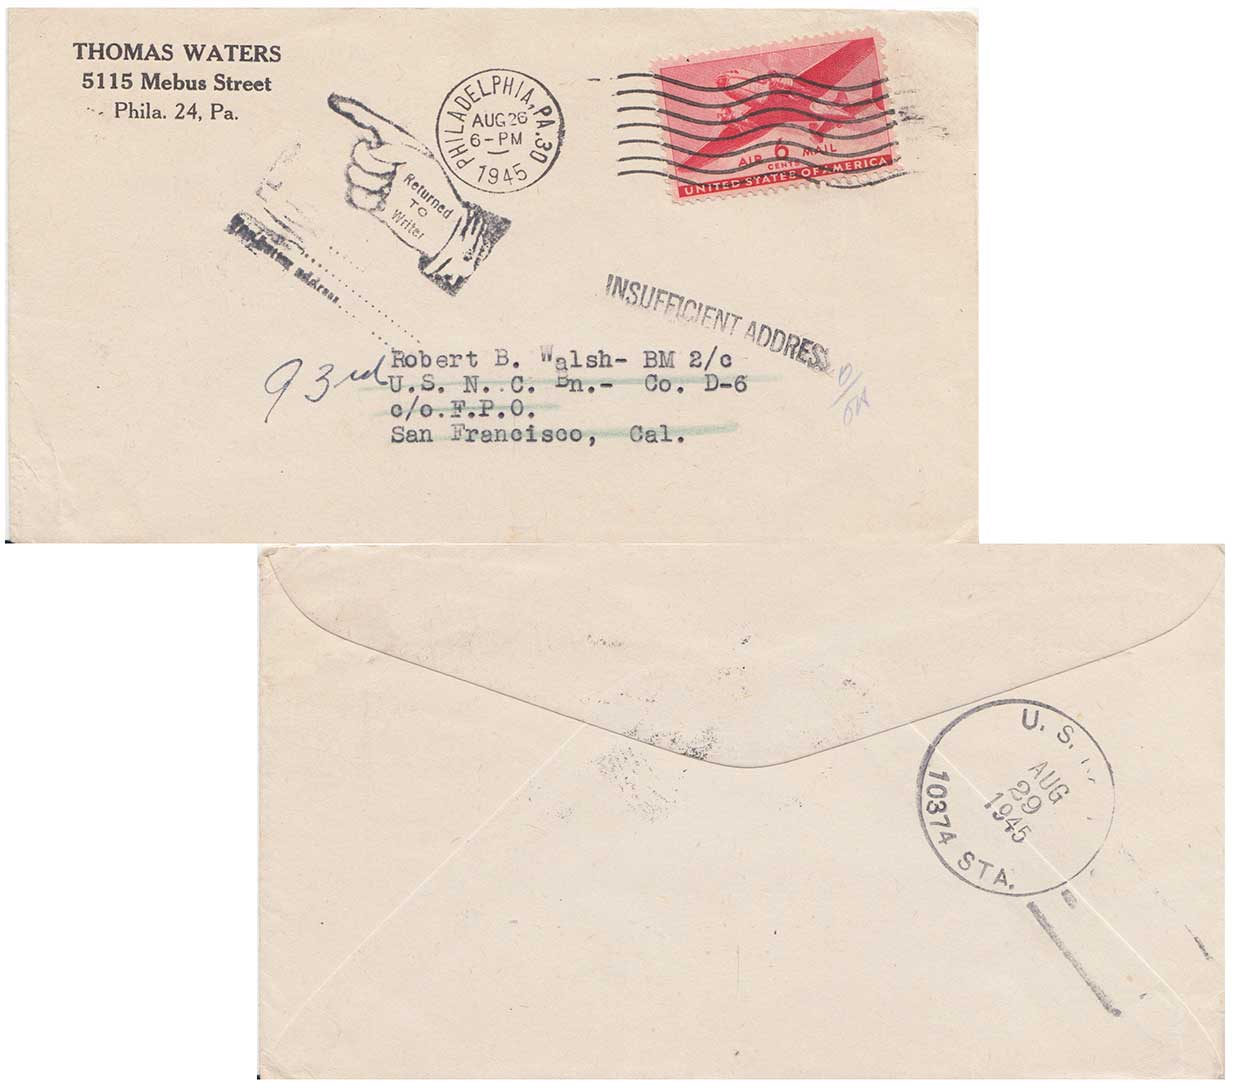 THOMAS WATERS
5115 Mebus Street
Phila. 24, Pa.
PHILADELPHIA, PA. 30
AUG 26
6-PM
1945
AIR 6 MAIL
CENTS
UNITED STATES OF AMERICA
Returned
TO
Writer
address
INSUFFICIENT ADDRESS
93rd
Robert B. Walsh- BM 2/c
U.S. N. C. Bn.- Co. D-6
c/o.F.P.O.
San Francisco, Cal.
U. S.
AUG
29
1945
10374 STA.